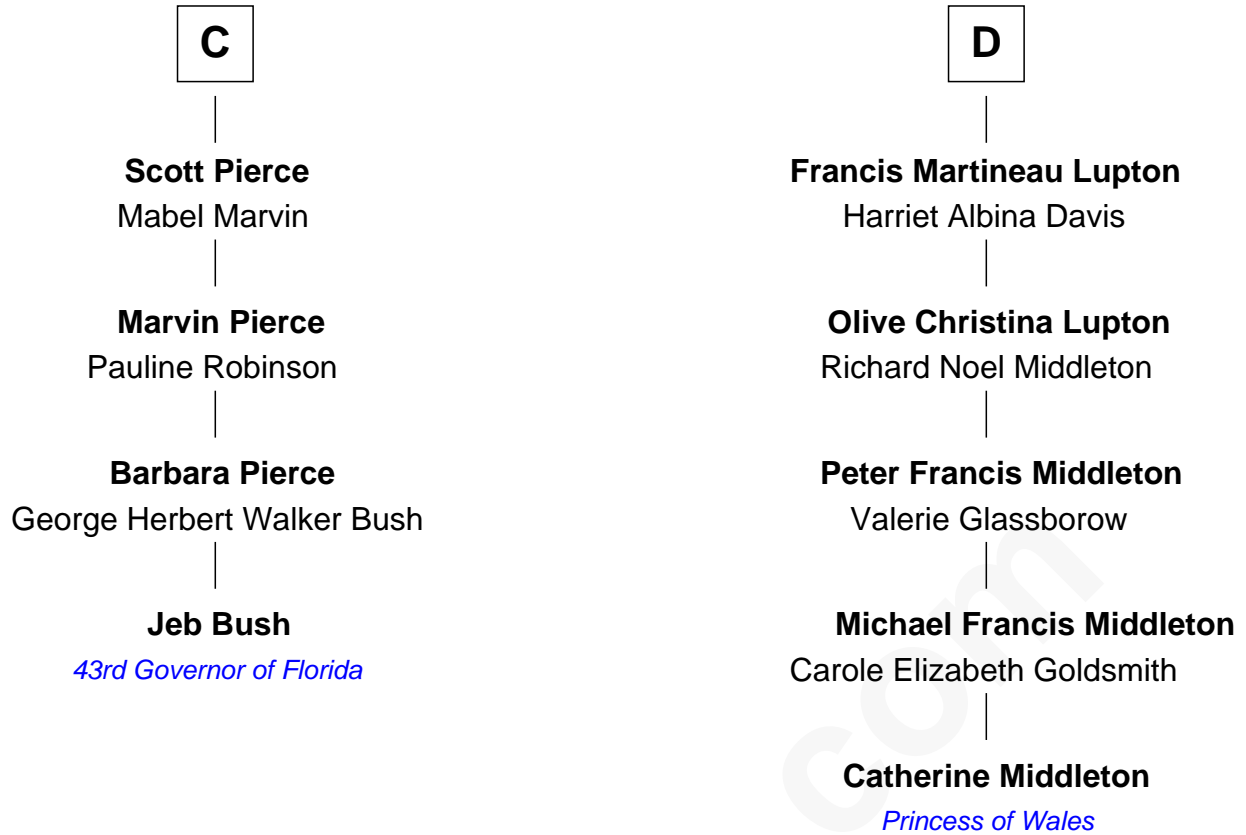 C
Scott Pierce
Mabel Marvin
Marvin Pierce
Pauline Robinson
Barbara Pierce
George Herbert Walker Bush
Jeb Bush
43rd Governor of Florida
D
Francis Martineau Lupton
Harriet Albina Davis
Olive Christina Lupton
Richard Noel Middleton
Peter Francis Middleton
Valerie Glassborow
Michael Francis Middleton
Carole Elizabeth Goldsmith
Catherine Middleton
Princess of Wales
com